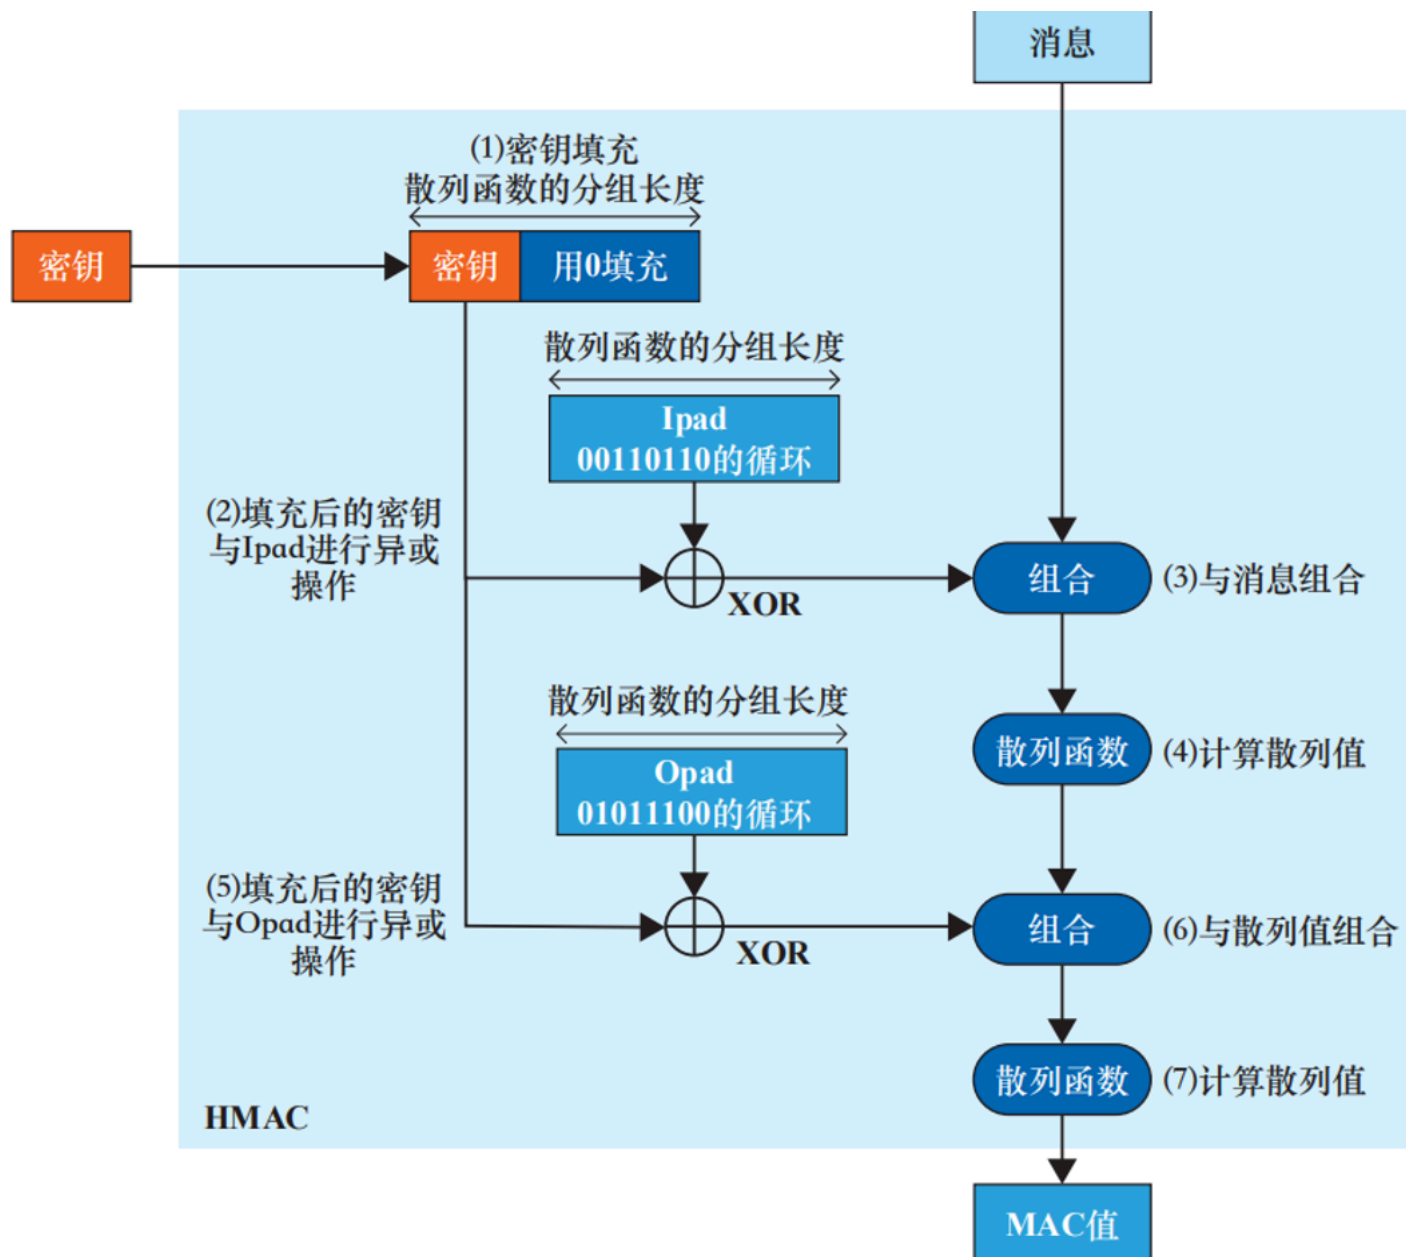 消息
(1)密钥填充
散列函数的分组长度
密钥
密钥
用0填充
散列函数的分组长度
Ipad
00110110的循环
(2)填充后的密钥
与Ipad进行异或
操作
XOR
组合
(3)与消息组合
散列函数的分组长度
散列函数
(4)计算散列值
Opad
01011100的循环
(5)填充后的密钥
与Opad进行异或
操作
XOR
组合
(6)与散列值组合
散列函数
(7)计算散列值
HMAC
MAC值